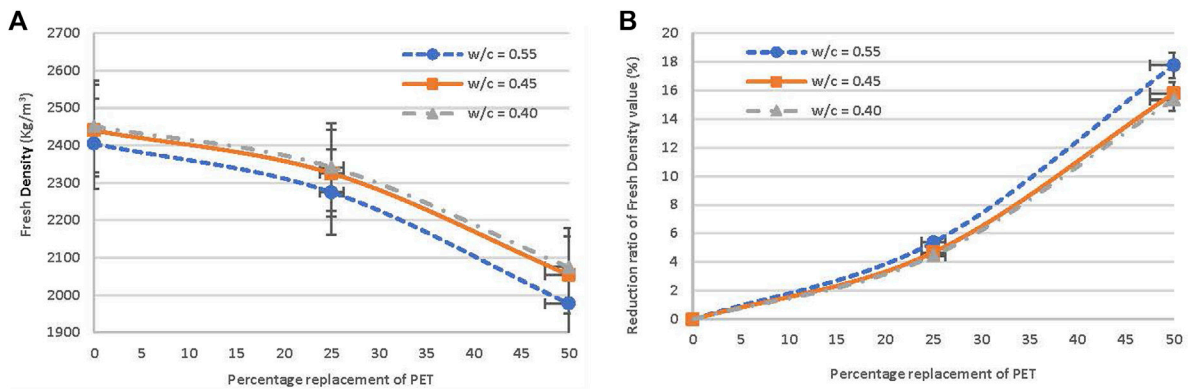 A
Fresh Density (Kg/m³)
2700
2600
2500
2400
2300
2200
2100
2000
1900
w/c = 0.55
w/c = 0.45
w/c = 0.40
0 5 10 15 20 25 30 35 40 45 50
Percentage replacement of PET
B
Reduction ratio of Fresh Density value (%)
20
18
16
14
12
10
8
6
4
2
0
w/c = 0.55
w/c = 0.45
w/c = 0.40
0 5 10 15 20 25 30 35 40 45 50
Percentage replacement of PET